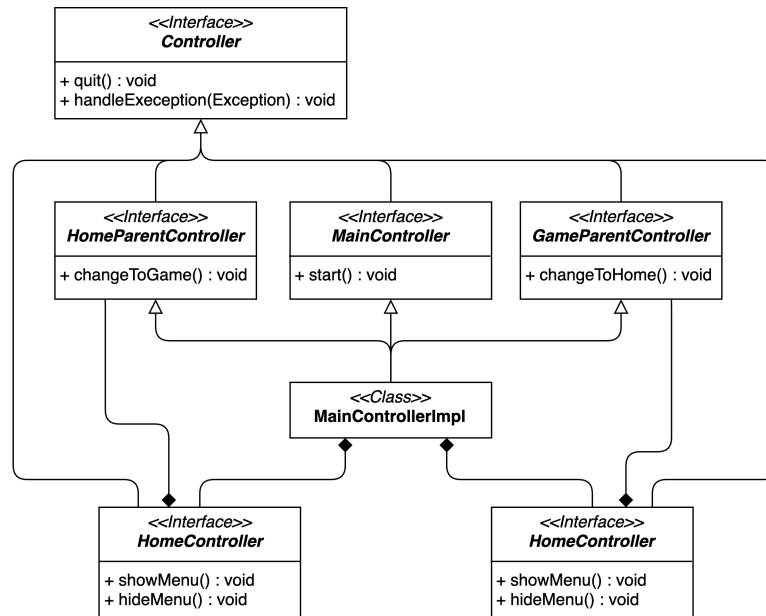 <<Interface>>
Controller
+ quit() : void
+ handleExeception(Exception) : void
<<Interface>>
HomeParentController
+ changeToGame() : void
<<Interface>>
MainController
+ start() : void
<<Interface>>
GameParentController
+ changeToHome() : void
<<Class>>
MainControllerImpl
<<Interface>>
HomeController
+ showMenu() : void
+ hideMenu() : void
<<Interface>>
HomeController
+ showMenu() : void
+ hideMenu() : void